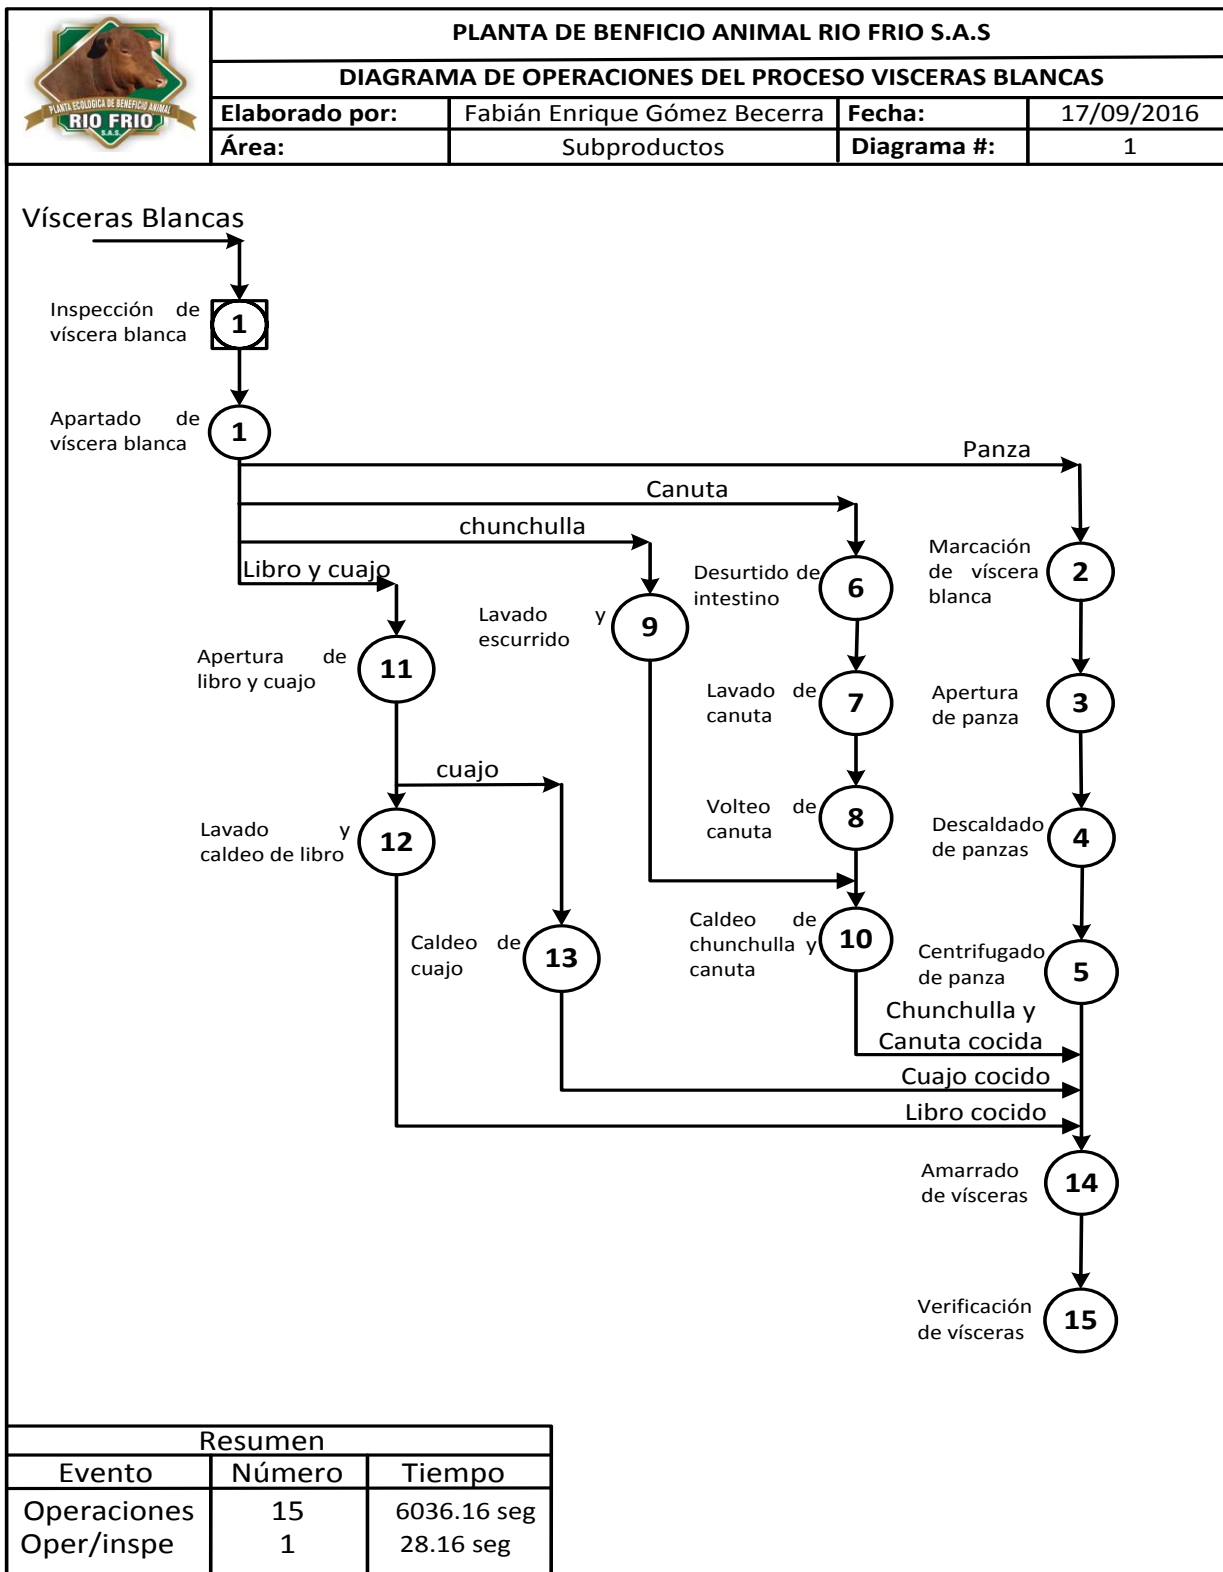 PLANTA ECOLÓGICA DE BENEFICIO ANIMAL
RIO FRIO
S.A.S.
PLANTA DE BENFICIO ANIMAL RIO FRIO S.A.S
DIAGRAMA DE OPERACIONES DEL PROCESO VISCERAS BLANCAS
Elaborado por: Fabián Enrique Gómez Becerra Fecha: 17/09/2016
Área: Subproductos Diagrama #: 1
Vísceras Blancas
Inspección de
víscera blanca
1
Apartado de
víscera blanca
1
Panza
Canuta
chunchulla
Libro y cuajo
Marcación
de víscera
blanca
2
Desurtido de
intestino
6
Lavado y
escurrido
9
Apertura de
libro y cuajo
11
Lavado de
canuta
7
Apertura
de panza
3
cuajo
Volteo de
canuta
8
Descaldado
de panzas
4
Lavado y
caldeo de libro
12
Caldeo de
cuajo
13
Caldeo de
chunchulla y
canuta
10
Centrifugado
de panza
5
Chunchulla y
Canuta cocida
Cuajo cocido
Libro cocido
Amarrado
de vísceras
14
Verificación
de vísceras
15
Resumen
Evento Número Tiempo
Operaciones 15 6036.16 seg
Oper/inspe 1 28.16 seg